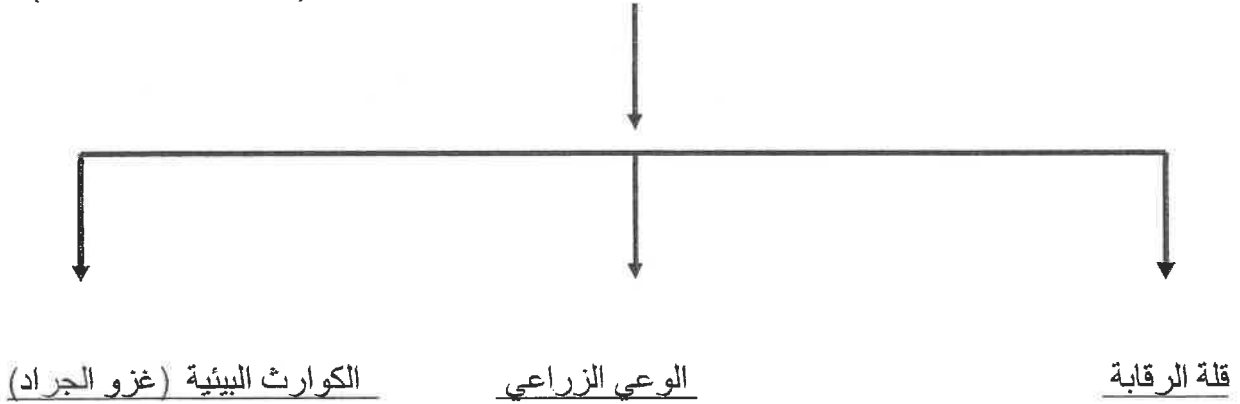 قلة الرقابة
الوعي الزراعي
الكوارث البيئية (غزو الجراد)